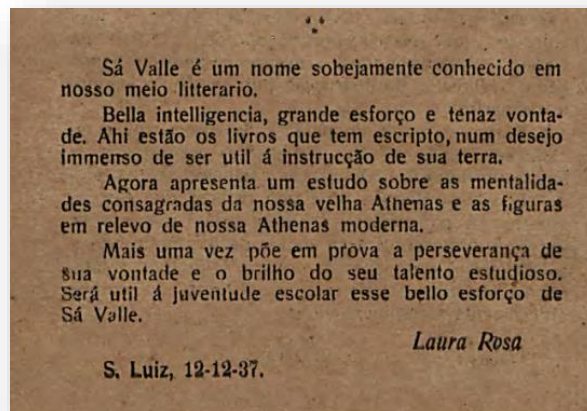 Sá Valle é um nome sobejamente conhecido em
nosso meio litterario.
Bella intelligencia, grande esforço e tenaz vonta-
de. Ahi estão os livros que tem escripto, num desejo
immenso de ser util á instrucção de sua terra.
Agora apresenta um estudo sobre as mentalida-
des consagradas da nossa velha Athenas e as figuras
em relevo de nossa Athenas moderna.
Mais uma vez põe em prova a perseverança de
sua vontade e o brilho do seu talento estudioso.
Será util á juventude escolar esse bello esforço de
Sá Valle.
Laura Rosa
S. Luiz, 12-12-37.